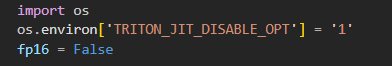 import os
os.environ['TRITON_JIT_DISABLE_OPT'] = '1'
fp16 = False